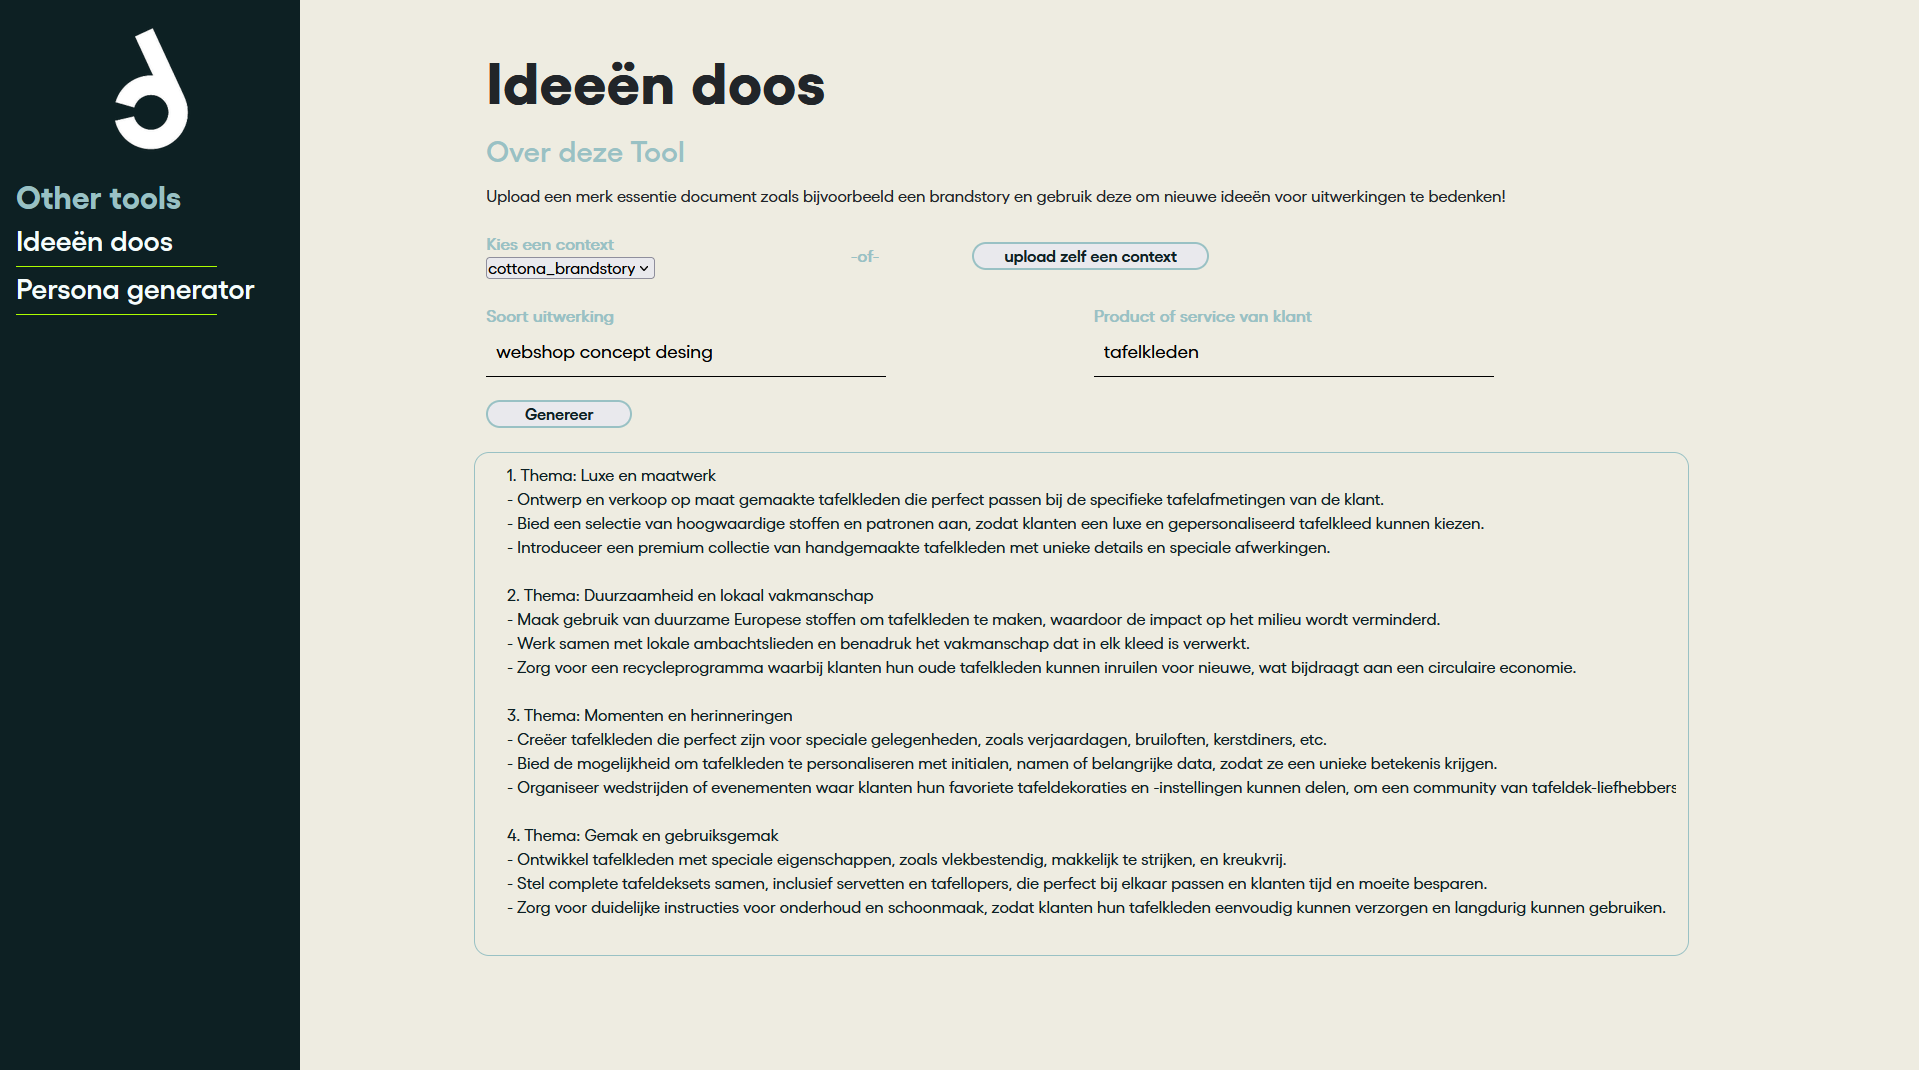 Other tools
Ideeën doos
Persona generator
Ideeën doos
Over deze Tool
Upload een merk essentie document zoals bijvoorbeeld een brandstory en gebruik deze om nieuwe ideeën voor uitwerkingen te bedenken!
Kies een context
cottona_brandstory
-of-
upload zelf een context
Soort uitwerking
webshop concept desing
Product of service van klant
tafelkleden
Genereer
1. Thema: Luxe en maatwerk
- Ontwerp en verkoop op maat gemaakte tafelkleden die perfect passen bij de specifieke tafelafmetingen van de klant.
- Bied een selectie van hoogwaardige stoffen en patronen aan, zodat klanten een luxe en gepersonaliseerd tafelkleed kunnen kiezen.
- Introduceer een premium collectie van handgemaakte tafelkleden met unieke details en speciale afwerkingen.
2. Thema: Duurzaamheid en lokaal vakmanschap
- Maak gebruik van duurzame Europese stoffen om tafelkleden te maken, waardoor de impact op het milieu wordt verminderd.
- Werk samen met lokale ambachtslieden en benadruk het vakmanschap dat in elk kleed is verwerkt.
- Zorg voor een recycleprogramma waarbij klanten hun oude tafelkleden kunnen inruilen voor nieuwe, wat bijdraagt aan een circulaire economie.
3. Thema: Momenten en herinneringen
- Creëer tafelkleden die perfect zijn voor speciale gelegenheden, zoals verjaardagen, bruiloften, kerstdiners, etc.
- Bied de mogelijkheid om tafelkleden te personaliseren met initialen, namen of belangrijke data, zodat ze een unieke betekenis krijgen.
- Organiseer wedstrijden of evenementen waar klanten hun favoriete tafeldekoraties en -instellingen kunnen delen, om een community van tafeldek-liefhebbers
4. Thema: Gemak en gebruiksgemak
- Ontwikkel tafelkleden met speciale eigenschappen, zoals vlekbestendig, makkelijk te strijken, en kreukvrij.
- Stel complete tafeldeksets samen, inclusief servetten en tafellopers, die perfect bij elkaar passen en klanten tijd en moeite besparen.
- Zorg voor duidelijke instructies voor onderhoud en schoonmaak, zodat klanten hun tafelkleden eenvoudig kunnen verzorgen en langdurig kunnen gebruiken.